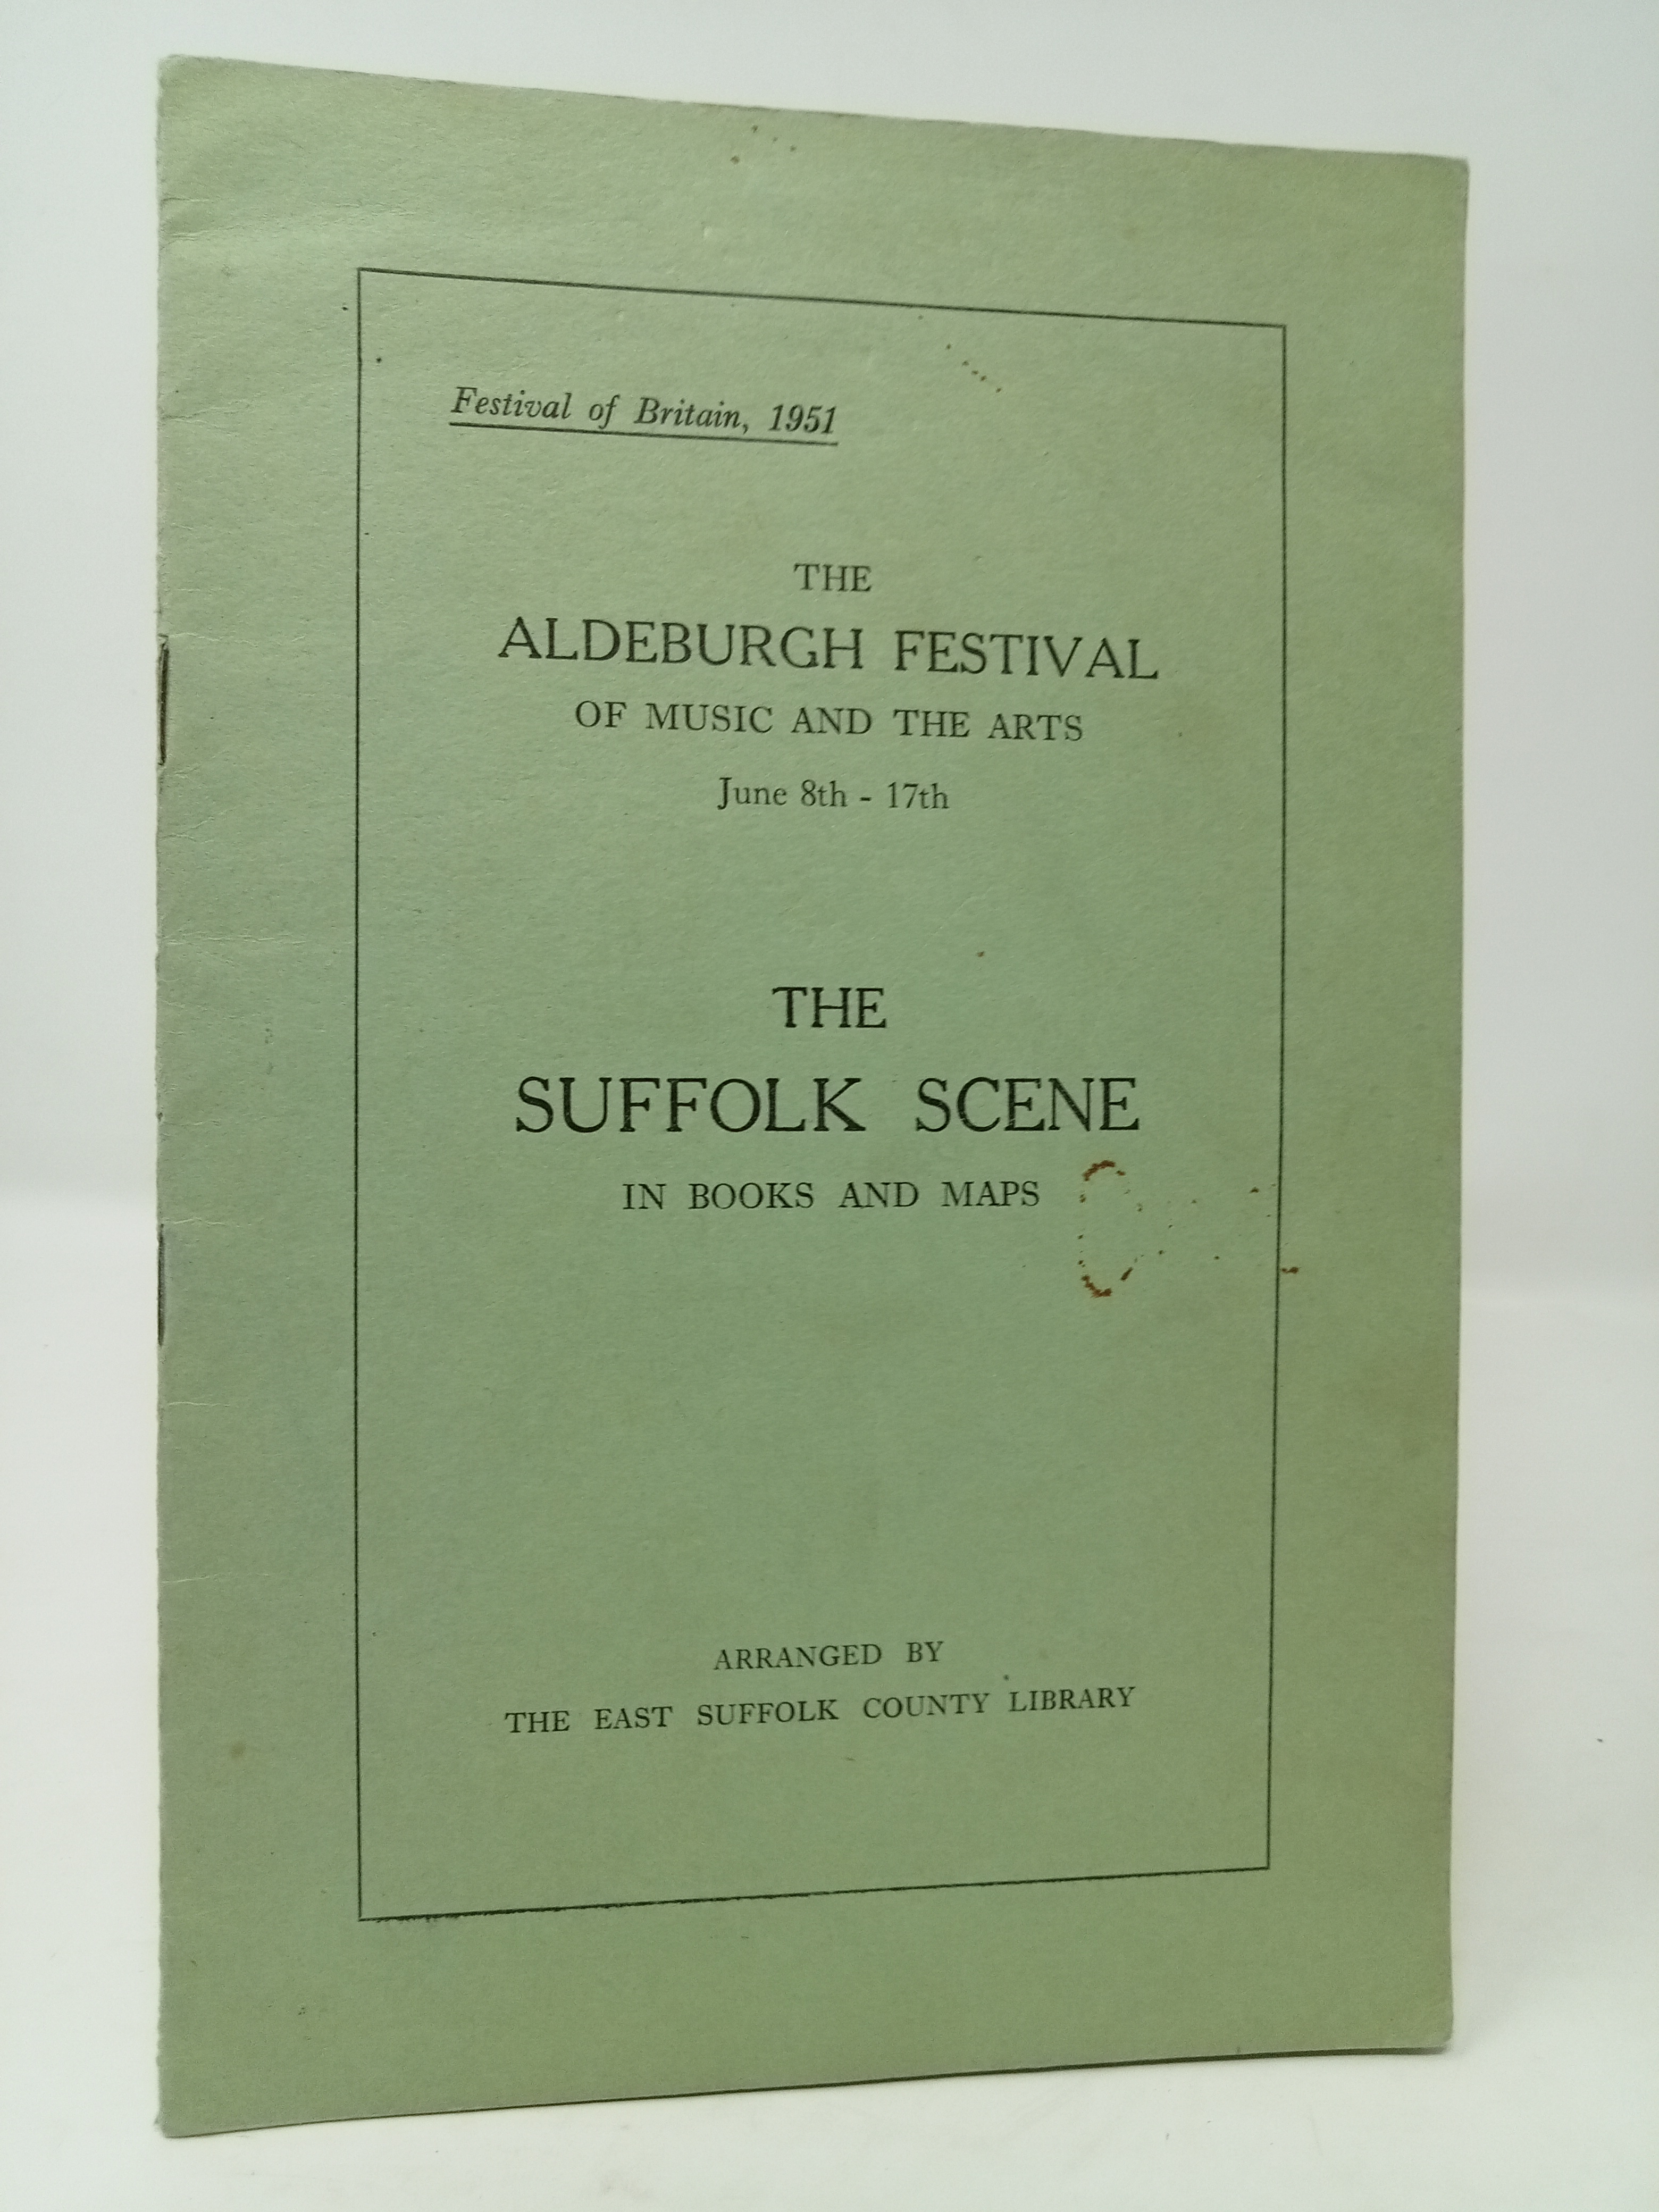 Festival of Britain, 1951
THE
ALDEBURGH FESTIVAL
OF MUSIC AND THE ARTS
June 8th - 17th
THE
SUFFOLK SCENE
IN BOOKS AND MAPS
ARRANGED BY
THE EAST SUFFOLK COUNTY LIBRARY